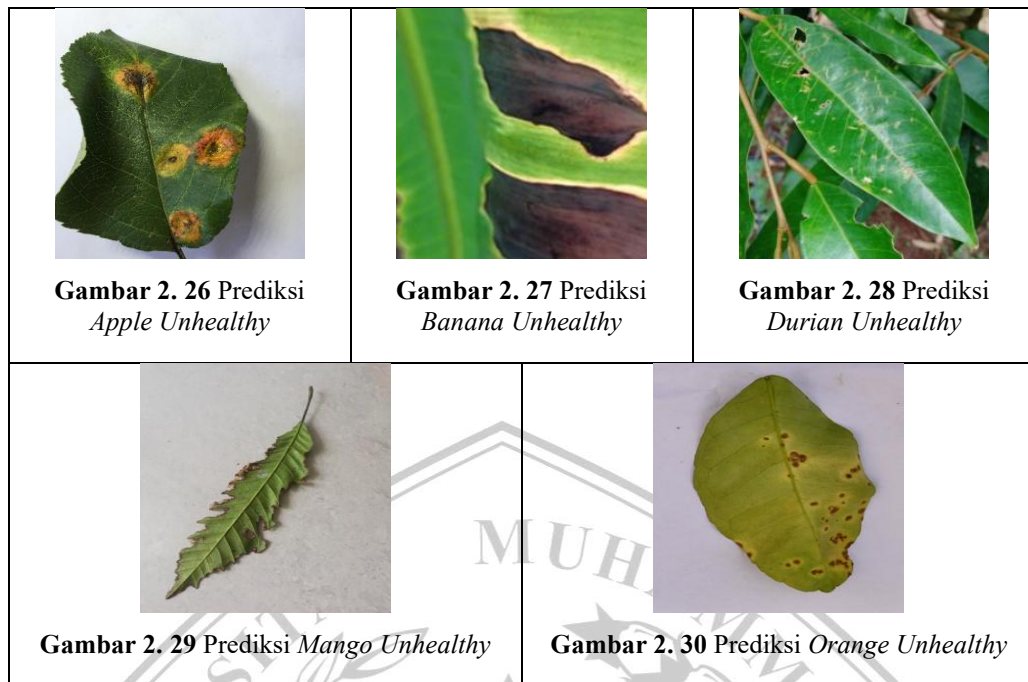 Gambar 2. 26 Prediksi
Apple Unhealthy
Gambar 2. 27 Prediksi
Banana Unhealthy
Gambar 2. 28 Prediksi
Durian Unhealthy
Gambar 2. 29 Prediksi Mango Unhealthy
Gambar 2. 30 Prediksi Orange Unhealthy